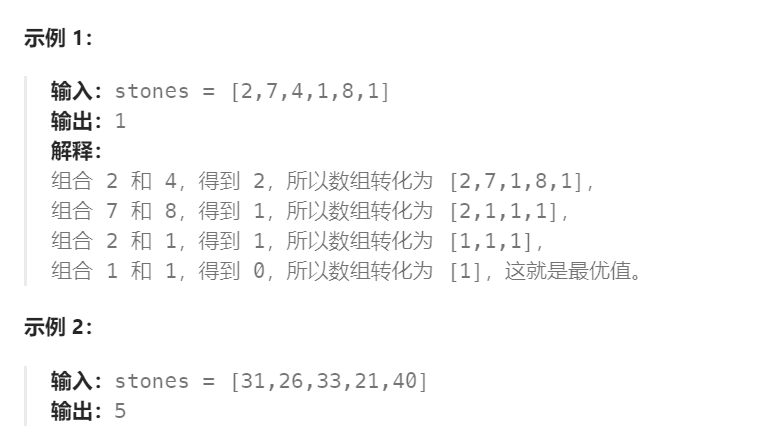 示例 1:
输入: stones = [2,7,4,1,8,1]
输出: 1
解释:
组合 2 和 4, 得到 2, 所以数组转化为 [2,7,1,8,1],
组合 7 和 8, 得到 1, 所以数组转化为 [2,1,1,1],
组合 2 和 1, 得到 1, 所以数组转化为 [1,1,1],
组合 1 和 1, 得到 0, 所以数组转化为 [1], 这就是最优值。
示例 2:
输入: stones = [31,26,33,21,40]
输出: 5